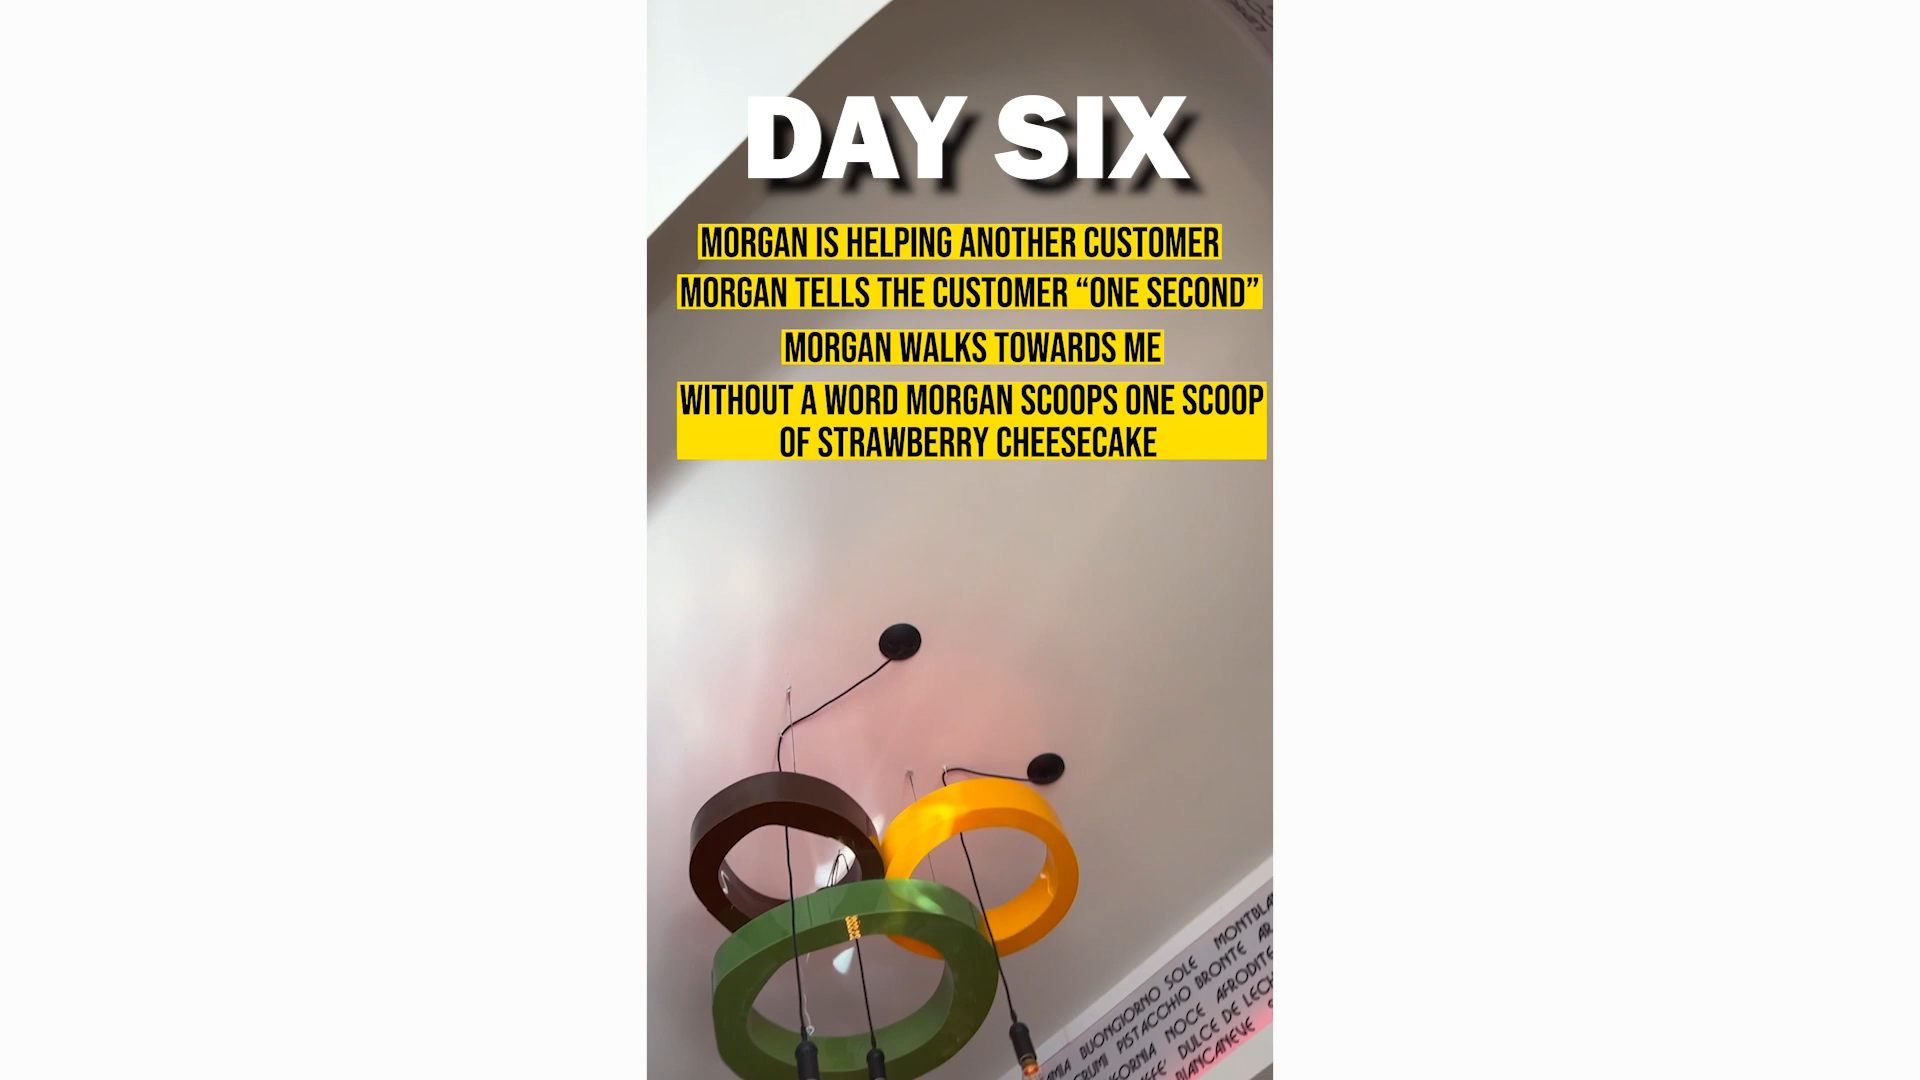 DAY SIX
MORGAN IS HELPING ANOTHER CUSTOMER
MORGAN TELLS THE CUSTOMER “ONE SECOND”
MORGAN WALKS TOWARDS ME
WITHOUT A WORD MORGAN SCOOPS ONE SCOOP
OF STRAWBERRY CHEESECAKE
BUONGIORNO SOLE
PISTACCHIO BRONTE
NOCE AFRODITE
DULCE DE
BIANCANEVE